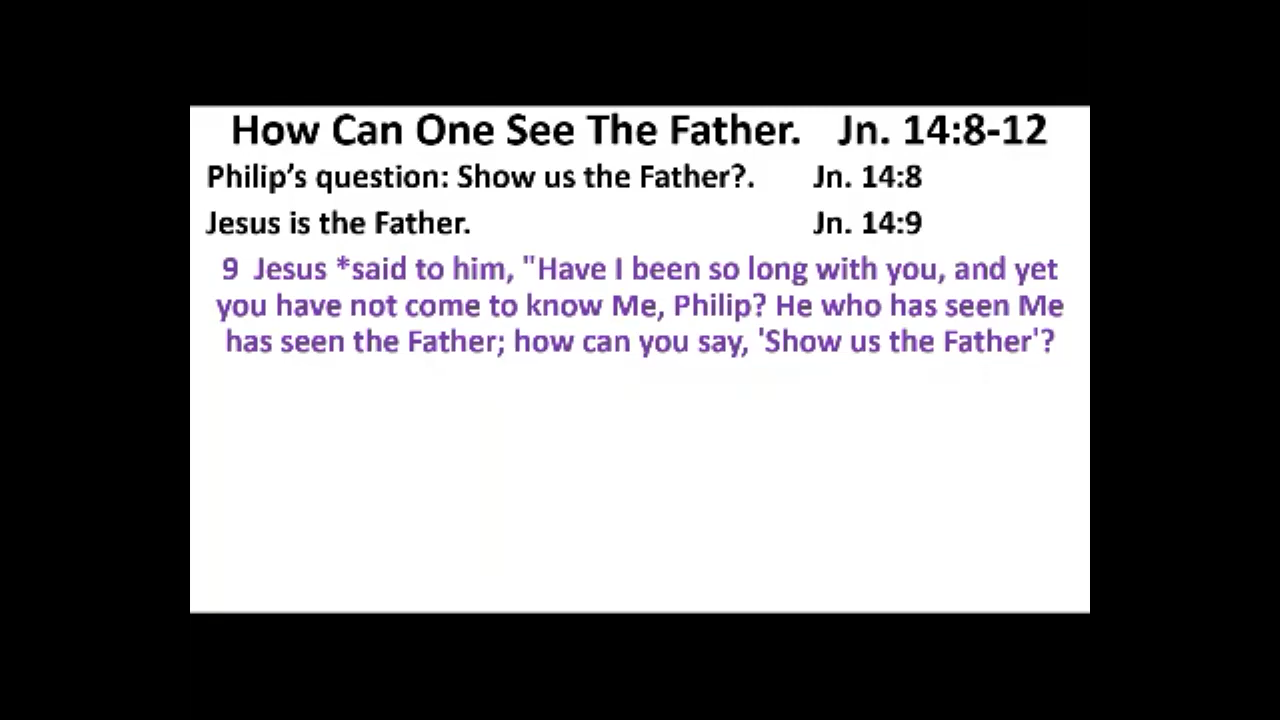 How Can One See The Father. Jn. 14:8-12
Philip’s question: Show us the Father?. Jn. 14:8
Jesus is the Father. Jn. 14:9
9 Jesus *said to him, "Have I been so long with you, and yet
you have not come to know Me, Philip? He who has seen Me
has seen the Father; how can you say, 'Show us the Father'?